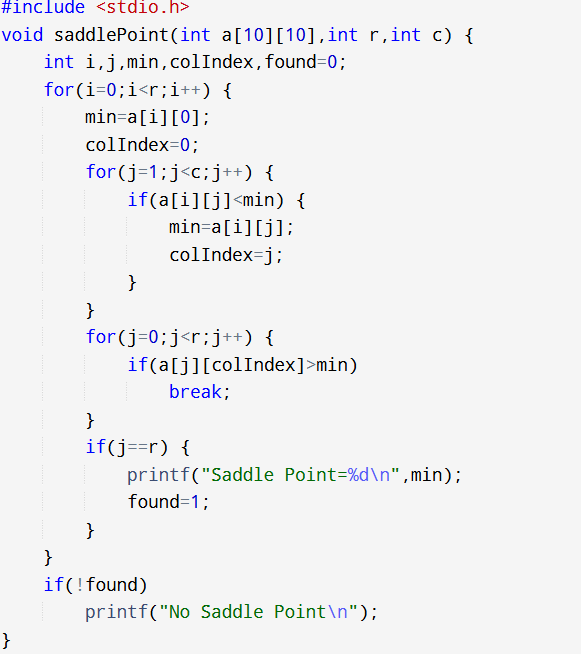 #include <stdio.h>
void saddlePoint(int a[10][10],int r,int c) {
    int i,j,min,colIndex,found=0;
    for(i=0;i<r;i++) {
        min=a[i][0];
        colIndex=0;
        for(j=1;j<c;j++) {
            if(a[i][j]<min) {
                min=a[i][j];
                colIndex=j;
            }
        }
        for(j=0;j<r;j++) {
            if(a[j][colIndex]>min)
                break;
        }
        if(j==r) {
            printf("Saddle Point=%d\n",min);
            found=1;
        }
    }
    if(!found)
        printf("No Saddle Point\n");
}